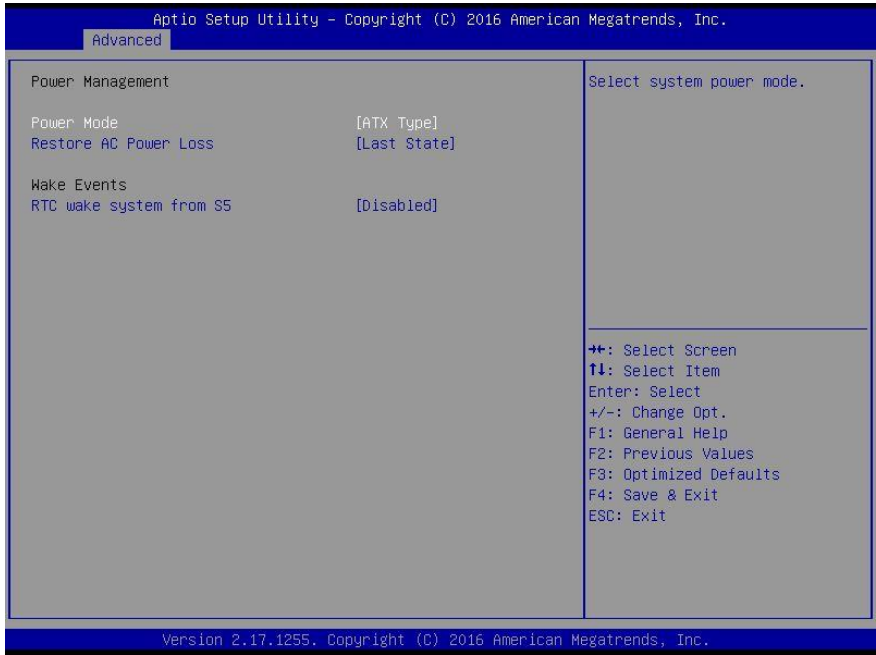 Aptio Setup Utility – Copyright (C) 2016 American Megatrends, Inc.
Advanced
Power Management
Power Mode [ATX Type]
Restore AC Power Loss [Last State]
Wake Events
RTC wake system from S5 [Disabled]
Select system power mode.
→←: Select Screen
↑↓: Select Item
Enter: Select
+/-: Change Opt.
F1: General Help
F2: Previous Values
F3: Optimized Defaults
F4: Save & Exit
ESC: Exit
Version 2.17.1255. Copyright (C) 2016 American Megatrends, Inc.